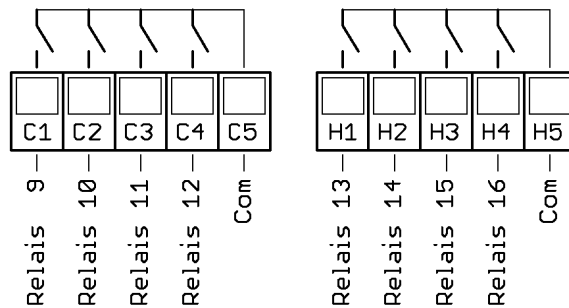 C1 C2 C3 C4 C5
H1 H2 H3 H4 H5
Relais 9
Relais 10
Relais 11
Relais 12
Com
Relais 13
Relais 14
Relais 15
Relais 16
Com